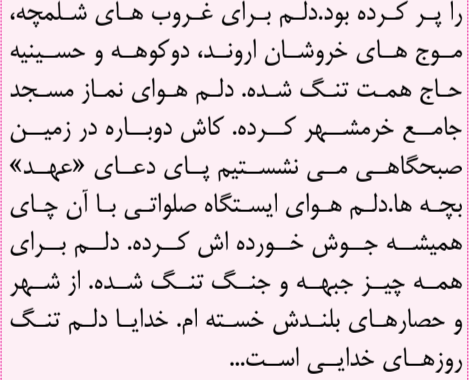 را پر کرده بود.دلم برای غروب های شلمچه،
موج های خروشان اروند، دوکوهه و حسینیه
حاج همت تنگ شده. دلم هوای نماز مسجد
جامع خرمشهر کرده. کاش دوباره در زمین
صبحگاهی می نشستیم پای دعای «عهد»
بچه ها.دلم هوای ایستگاه صلواتی با آن چای
همیشه جوش خورده اش کرده. دلم برای
همه چیز جبهه و جنگ تنگ شده. از شهر
و حصارهای بلندش خسته ام. خدایا دلم تنگ
روزهای خدایی است...